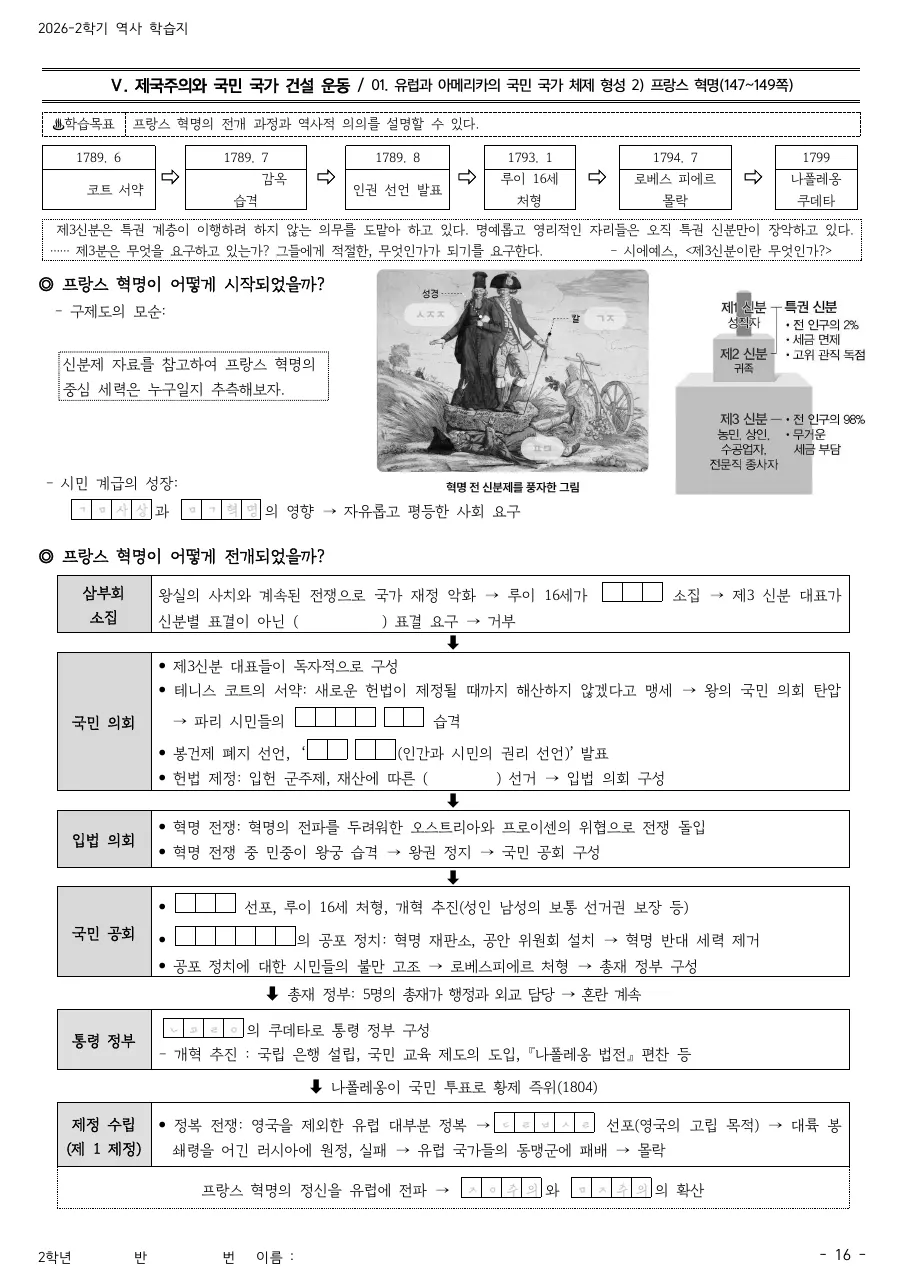 2026-2학기 역사 학습지
Ⅴ. 제국주의와 국민 국가 건설 운동 / 01. 유럽과 아메리카의 국민 국가 체제 형성 2) 프랑스 혁명(147~149쪽)
♨학습목표 프랑스 혁명의 전개 과정과 역사적 의의를 설명할 수 있다.
1789. 6 ⇨ 1789. 7 ⇨ 1789. 8 ⇨ 1793. 1 ⇨ 1794. 7 ⇨ 1799
코트 서약 감옥 습격 인권 선언 발표 루이 16세 처형 로베스 피에르 몰락 나폴레옹 쿠데타
제3신분은 특권 계층이 이행하려 하지 않는 의무를 도맡아 하고 있다. 명예롭고 영리적인 자리들은 오직 특권 신분만이 장악하고 있다.
…… 제3분은 무엇을 요구하고 있는가? 그들에게 적절한, 무엇인가가 되기를 요구한다. - 시에예스, <제3신분이란 무엇인가?>
◎ 프랑스 혁명이 어떻게 시작되었을까?
- 구제도의 모순:
신분제 자료를 참고하여 프랑스 혁명의
중심 세력은 누구일지 추측해보자.
성경
ㅅㅈㅈ
칼
ㄱㅈ
ㅍㅁ
혁명 전 신분제를 풍자한 그림
제1 신분
성직자
특권 신분
• 전 인구의 2%
• 세금 면제
• 고위 관직 독점
제2 신분
귀족
제3 신분
농민, 상인,
수공업자,
전문직 종사자
• 전 인구의 98%
• 무거운
세금 부담
- 시민 계급의 성장:
ㄱㅁ사상과 ㅁㄱ혁명의 영향 → 자유롭고 평등한 사회 요구
◎ 프랑스 혁명이 어떻게 전개되었을까?
삼부회
소집
왕실의 사치와 계속된 전쟁으로 국가 재정 악화 → 루이 16세가 소집 → 제3 신분 대표가
신분별 표결이 아닌 ( ) 표결 요구 → 거부
국민 의회
• 제3신분 대표들이 독자적으로 구성
• 테니스 코트의 서약: 새로운 헌법이 제정될 때까지 해산하지 않겠다고 맹세 → 왕의 국민 의회 탄압
→ 파리 시민들의 습격
• 봉건제 폐지 선언, ‘ (인간과 시민의 권리 선언)’ 발표
• 헌법 제정: 입헌 군주제, 재산에 따른 ( ) 선거 → 입법 의회 구성
입법 의회
• 혁명 전쟁: 혁명의 전파를 두려워한 오스트리아와 프로이센의 위협으로 전쟁 돌입
• 혁명 전쟁 중 민중이 왕궁 습격 → 왕권 정지 → 국민 공회 구성
국민 공회
• 선포, 루이 16세 처형, 개혁 추진(성인 남성의 보통 선거권 보장 등)
• 의 공포 정치: 혁명 재판소, 공안 위원회 설치 → 혁명 반대 세력 제거
• 공포 정치에 대한 시민들의 불만 고조 → 로베스피에르 처형 → 총재 정부 구성
총재 정부: 5명의 총재가 행정과 외교 담당 → 혼란 계속
통령 정부
ㄴㅍㄹㅇ의 쿠데타로 통령 정부 구성
- 개혁 추진 : 국립 은행 설립, 국민 교육 제도의 도입, 『나폴레옹 법전』 편찬 등
나폴레옹이 국민 투표로 황제 즉위(1804)
제정 수립
(제 1 제정)
• 정복 전쟁: 영국을 제외한 유럽 대부분 정복 → ㄷㄹㅂㅅㄹ 선포(영국의 고립 목적) → 대륙 봉
쇄령을 어긴 러시아에 원정, 실패 → 유럽 국가들의 동맹군에 패배 → 몰락
프랑스 혁명의 정신을 유럽에 전파 → ㅈㅇ주의와 ㅁㅈ주의의 확산
2학년 반 번 이름 :
- 16 -